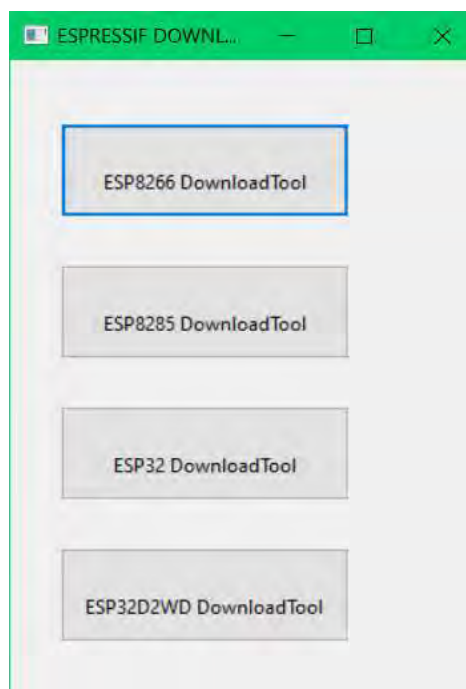 ESPRESSIF DOWNL...
ESP8266 DownloadTool
ESP8285 DownloadTool
ESP32 DownloadTool
ESP32D2WD DownloadTool